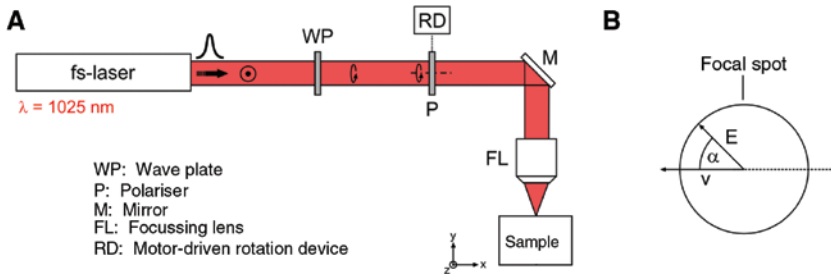 A
fs-laser
λ = 1025 nm
WP
RD
P
M
FL
Sample
WP: Wave plate
P: Polariser
M: Mirror
FL: Focussing lens
RD: Motor-driven rotation device
y
z
x
B
Focal spot
E
α
v